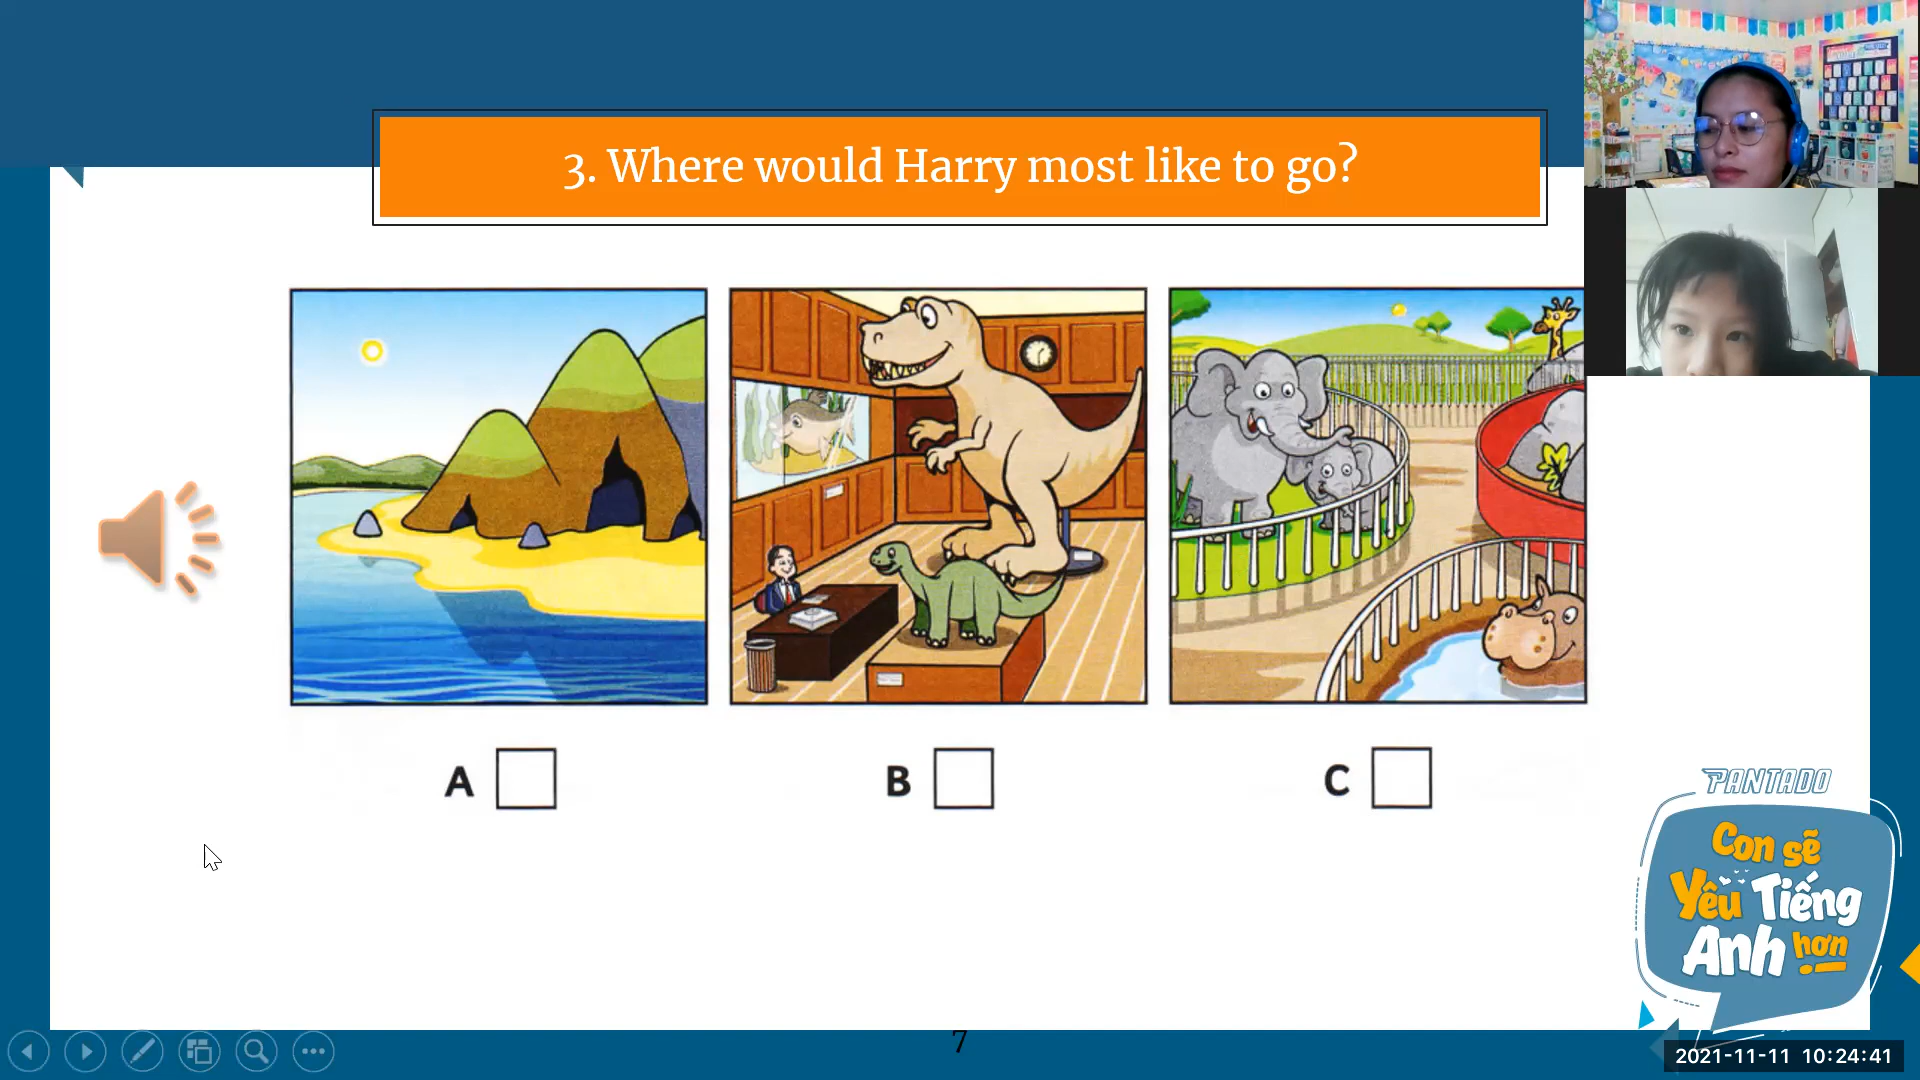 3. Where would Harry most like to go?
A
B
C
PANTADO
Con sẽ
Yêu Tiếng
Anh hơn
7
2021-11-11 10:24:41